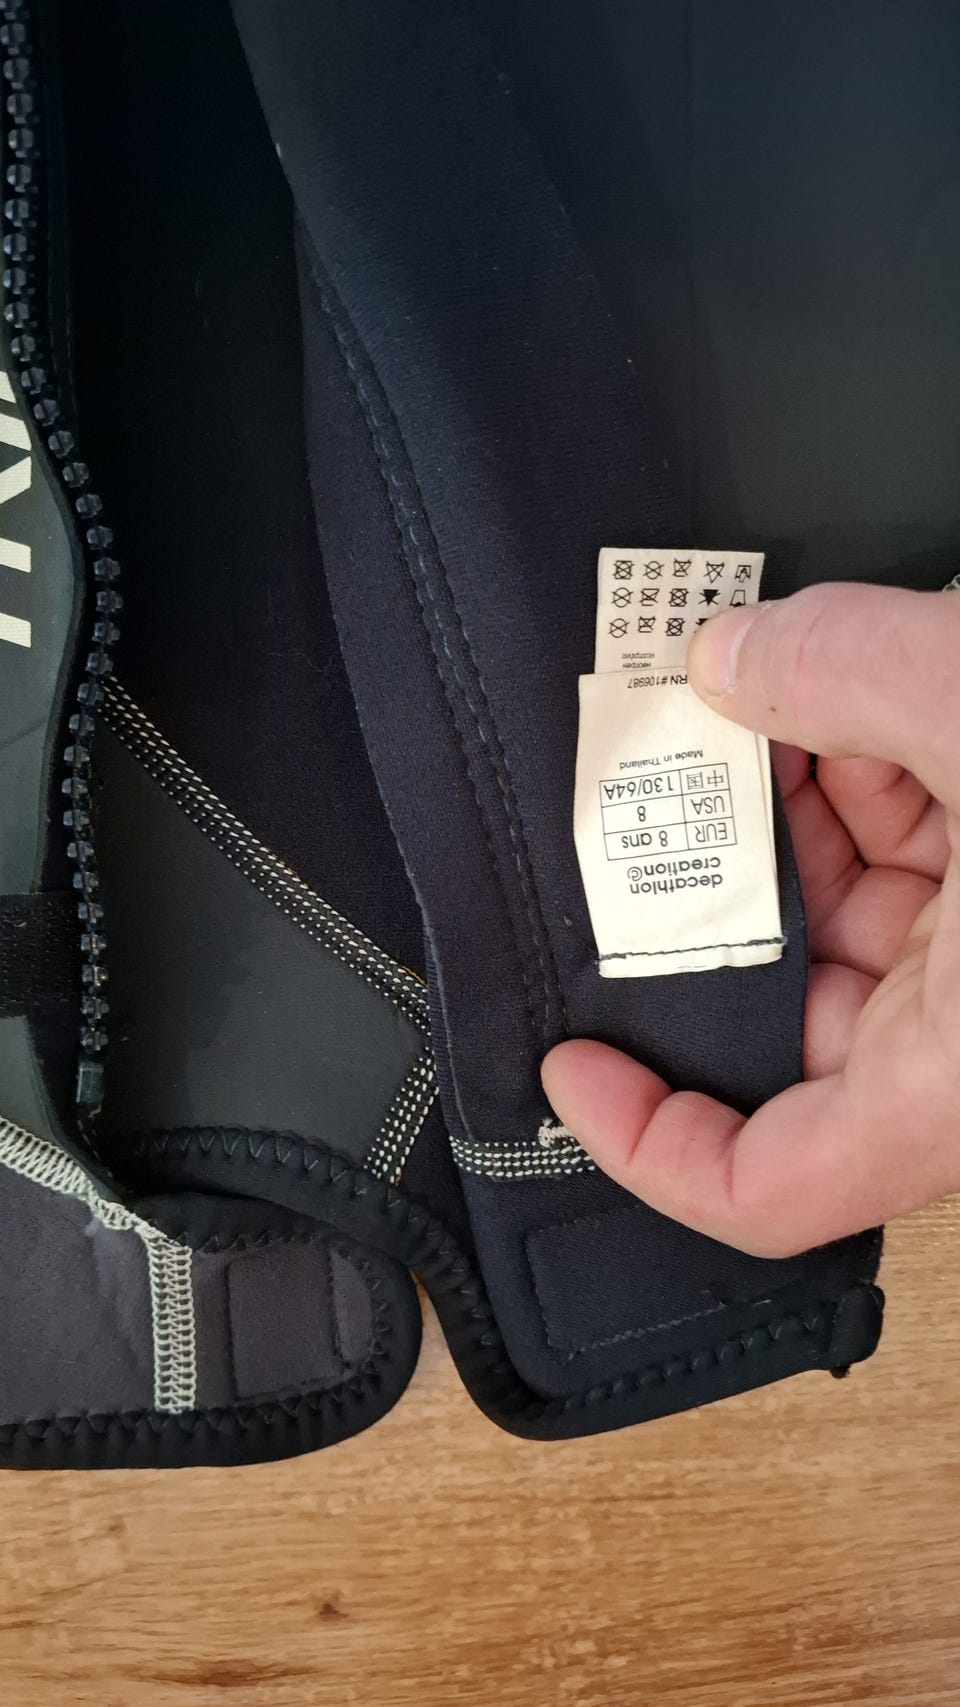 decathlon
creation©
EUR 8 ans
USA 8
中国 130/64A
Made in Thailand
RN #106987